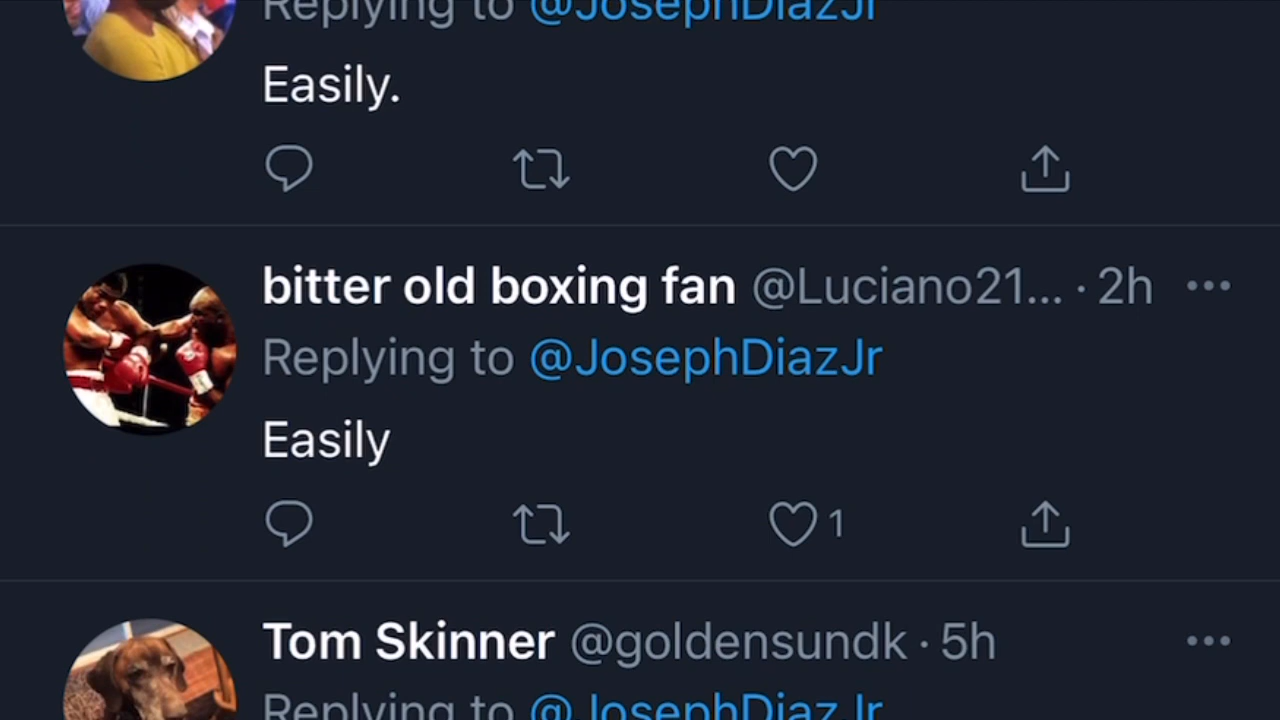 Replying to @JosephDiazJr
Easily.
bitter old boxing fan @Luciano21... · 2h
Replying to @JosephDiazJr
Easily
1
Tom Skinner @goldensundk · 5h
Replying to @JosephDiazJr